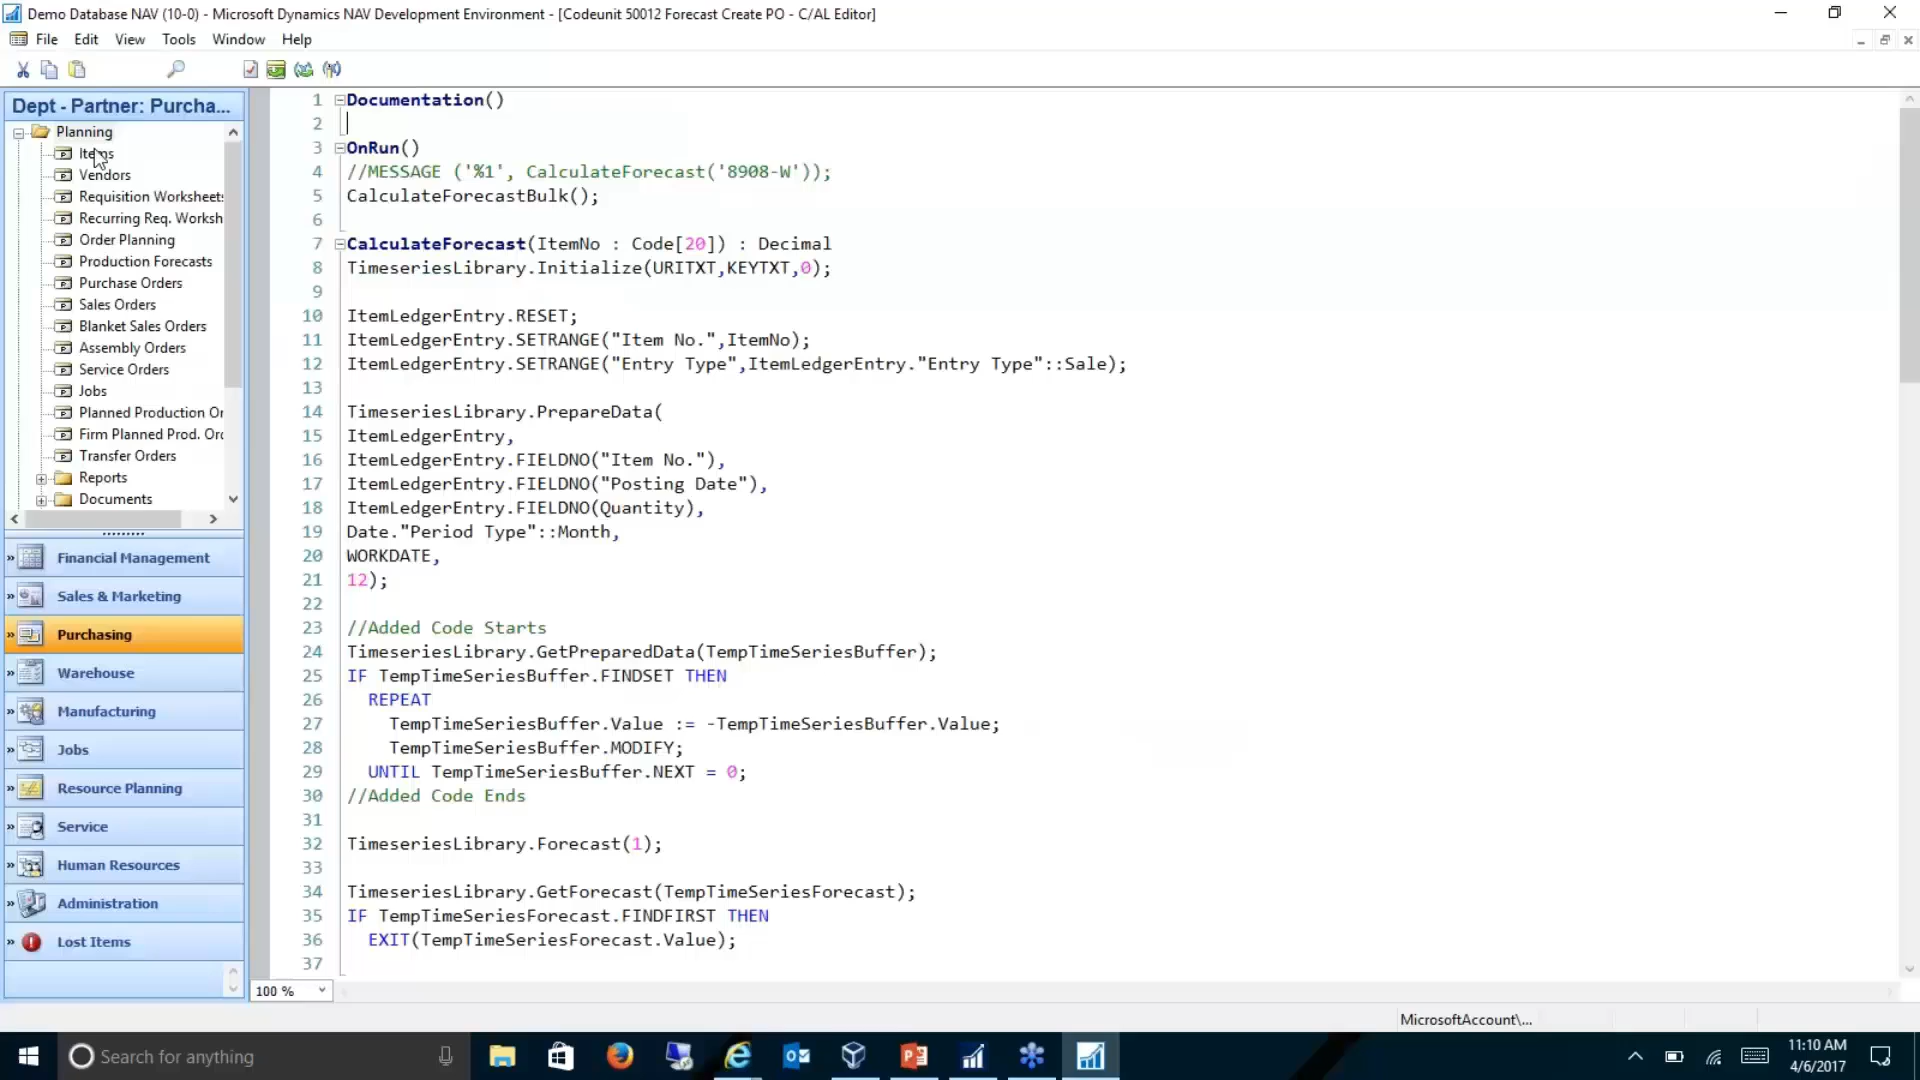 Demo Database NAV (10-0) - Microsoft Dynamics NAV Development Environment - [Codeunit 50012 Forecast Create PO - C/AL Editor]
File Edit View Tools Window Help
Dept - Partner: Purcha...
Planning
Items
Vendors
Requisition Worksheets
Recurring Req. Worksh
Order Planning
Production Forecasts
Purchase Orders
Sales Orders
Blanket Sales Orders
Assembly Orders
Service Orders
Jobs
Planned Production Or
Firm Planned Prod. Ord
Transfer Orders
Reports
Documents
Financial Management
Sales & Marketing
Purchasing
Warehouse
Manufacturing
Jobs
Resource Planning
Service
Human Resources
Administration
Lost Items
1 Documentation()
2
3 OnRun()
4 //MESSAGE ('%1', CalculateForecast('8908-W'));
5 CalculateForecastBulk();
6
7 CalculateForecast(ItemNo : Code[20]) : Decimal
8 TimeseriesLibrary.Initialize(URITXT,KEYTXT,0);
9
10 ItemLedgerEntry.RESET;
11 ItemLedgerEntry.SETRANGE("Item No.",ItemNo);
12 ItemLedgerEntry.SETRANGE("Entry Type",ItemLedgerEntry."Entry Type"::Sale);
13
14 TimeseriesLibrary.PrepareData(
15 ItemLedgerEntry,
16 ItemLedgerEntry.FIELDNO("Item No."),
17 ItemLedgerEntry.FIELDNO("Posting Date"),
18 ItemLedgerEntry.FIELDNO(Quantity),
19 Date."Period Type"::Month,
20 WORKDATE,
21 12);
22
23 //Added Code Starts
24 TimeseriesLibrary.GetPreparedData(TempTimeSeriesBuffer);
25 IF TempTimeSeriesBuffer.FINDSET THEN
26 REPEAT
27 TempTimeSeriesBuffer.Value := -TempTimeSeriesBuffer.Value;
28 TempTimeSeriesBuffer.MODIFY;
29 UNTIL TempTimeSeriesBuffer.NEXT = 0;
30 //Added Code Ends
31
32 TimeseriesLibrary.Forecast(1);
33
34 TimeseriesLibrary.GetForecast(TempTimeSeriesForecast);
35 IF TempTimeSeriesForecast.FINDFIRST THEN
36 EXIT(TempTimeSeriesForecast.Value);
37
100 %
MicrosoftAccount\...
Search for anything
11:10 AM
4/6/2017